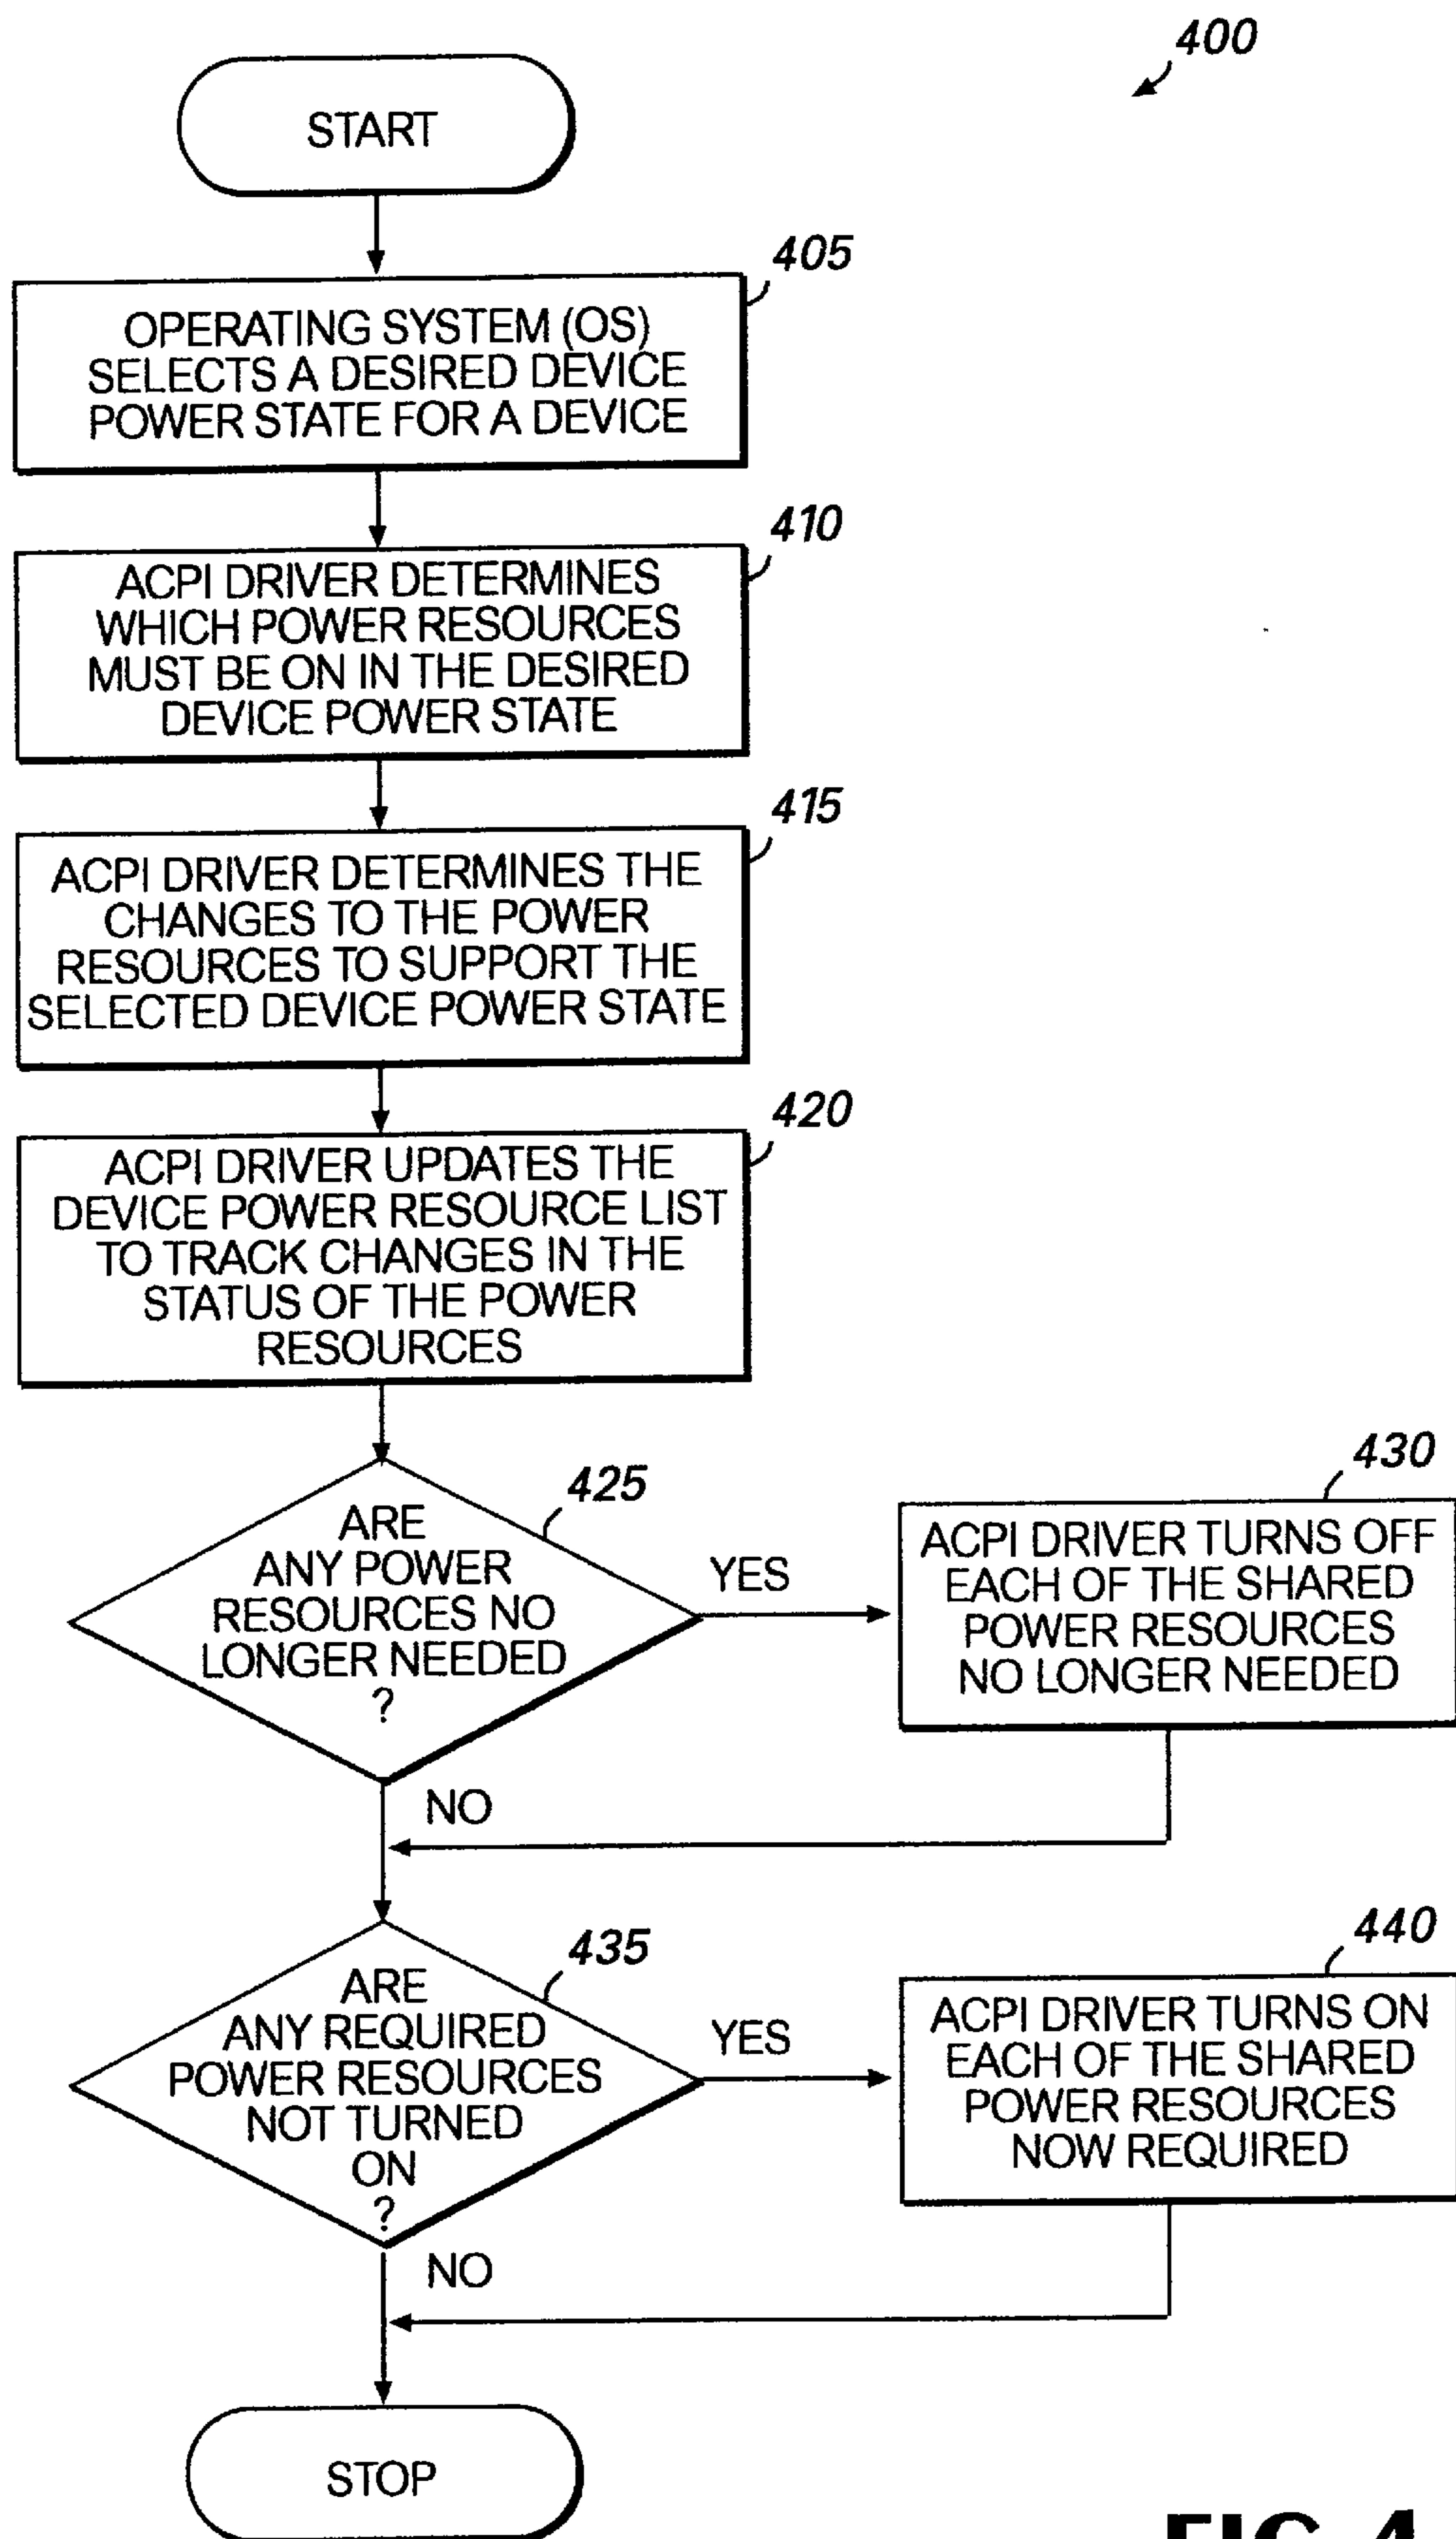 400
START
405
OPERATING SYSTEM (OS)
SELECTS A DESIRED DEVICE
POWER STATE FOR A DEVICE
410
ACPI DRIVER DETERMINES
WHICH POWER RESOURCES
MUST BE ON IN THE DESIRED
DEVICE POWER STATE
415
ACPI DRIVER DETERMINES THE
CHANGES TO THE POWER
RESOURCES TO SUPPORT THE
SELECTED DEVICE POWER STATE
420
ACPI DRIVER UPDATES THE
DEVICE POWER RESOURCE LIST
TO TRACK CHANGES IN THE
STATUS OF THE POWER
RESOURCES
425
ARE
ANY POWER
RESOURCES NO
LONGER NEEDED
?
YES
430
ACPI DRIVER TURNS OFF
EACH OF THE SHARED
POWER RESOURCES
NO LONGER NEEDED
NO
435
ARE
ANY REQUIRED
POWER RESOURCES
NOT TURNED
ON
?
YES
440
ACPI DRIVER TURNS ON
EACH OF THE SHARED
POWER RESOURCES
NOW REQUIRED
NO
STOP
FIG.4